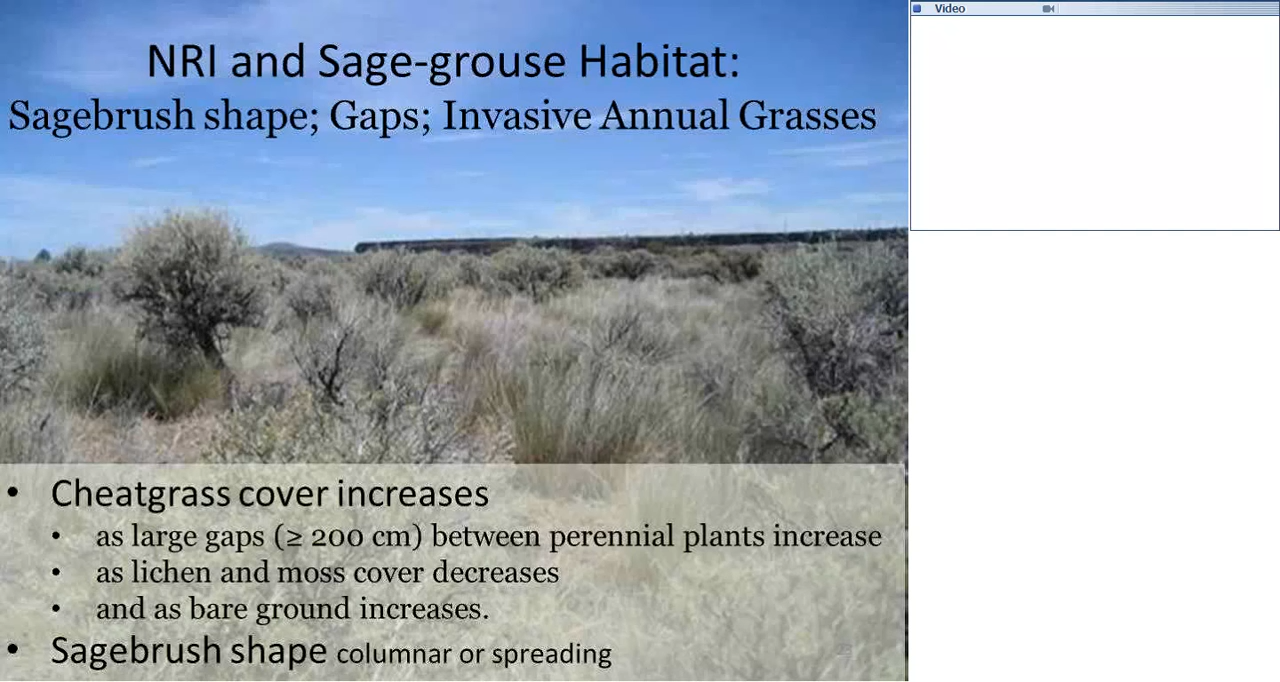 NRI and Sage-grouse Habitat:
Sagebrush shape; Gaps; Invasive Annual Grasses
• Cheatgrass cover increases
• as large gaps (≥ 200 cm) between perennial plants increase
• as lichen and moss cover decreases
• and as bare ground increases.
• Sagebrush shape columnar or spreading
Video